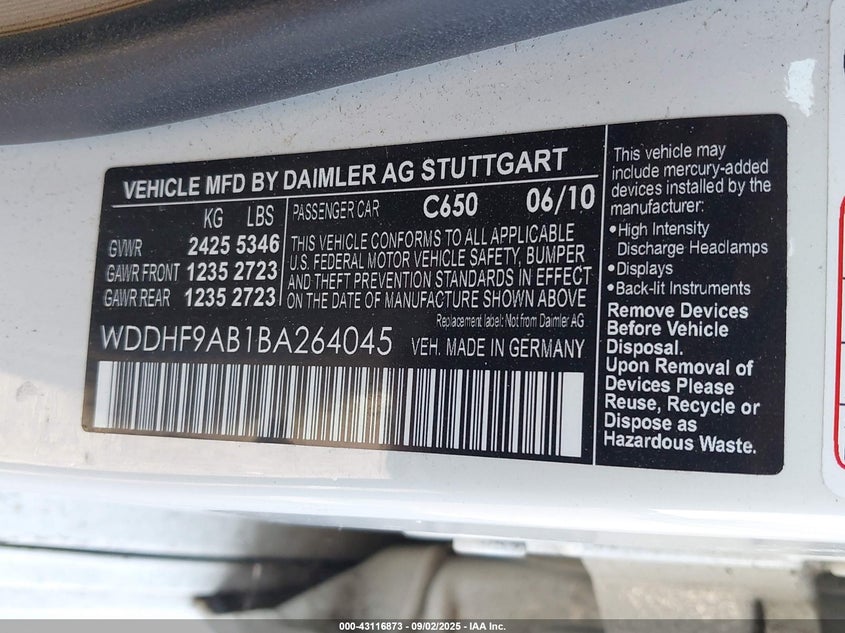 VEHICLE MFD BY DAIMLER AG STUTTGART
KG LBS
GVWR 2425 5346
GAWR FRONT 1235 2723
GAWR REAR 1235 2723
PASSENGER CAR C650 06/10
THIS VEHICLE CONFORMS TO ALL APPLICABLE
U.S. FEDERAL MOTOR VEHICLE SAFETY, BUMPER
AND THEFT PREVENTION STANDARDS IN EFFECT
ON THE DATE OF MANUFACTURE SHOWN ABOVE
Replacement label: Not from Daimler AG
WDDHF9AB1BA264045 VEH. MADE IN GERMANY
This vehicle may
include mercury-added
devices installed by the
manufacturer:
•High Intensity
Discharge Headlamps
•Displays
•Back-lit Instruments
Remove Devices
Before Vehicle
Disposal.
Upon Removal of
Devices Please
Reuse, Recycle or
Dispose as
Hazardous Waste.
000-43116873 - 09/02/2025 - IAA Inc.